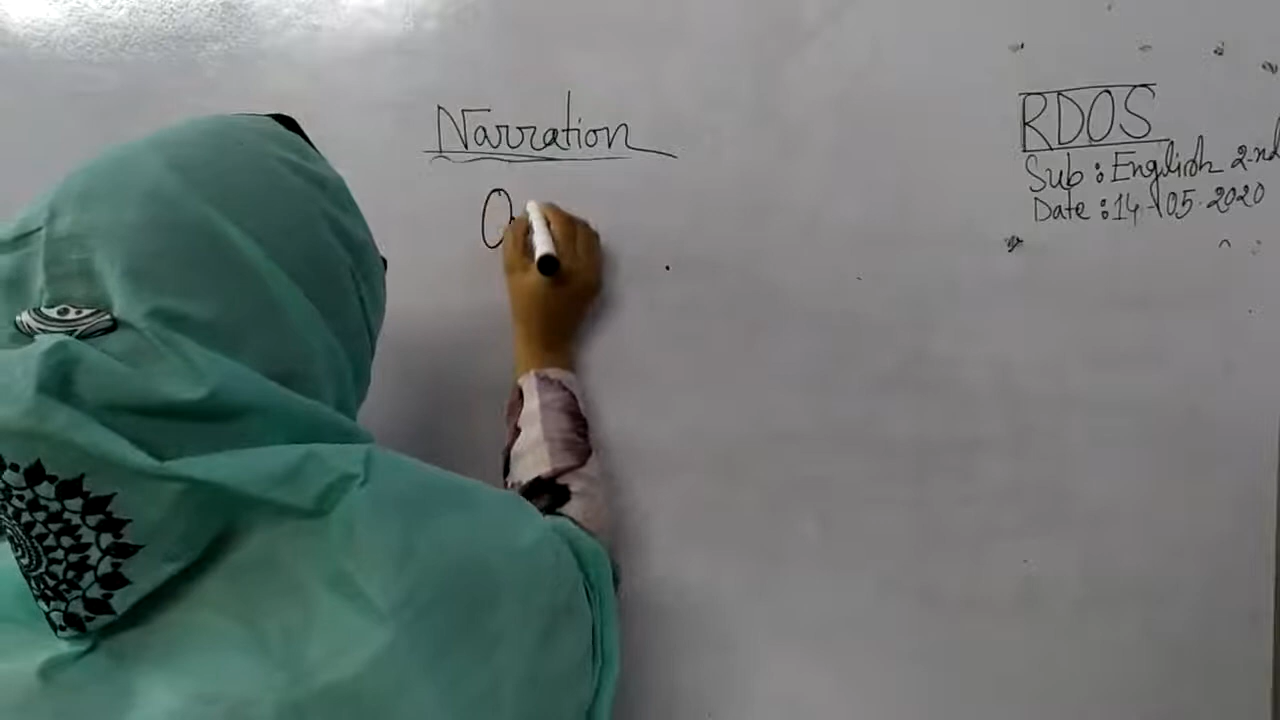 Narration
O
RDOS
Sub : English 2nd
Date : 14.05.2020